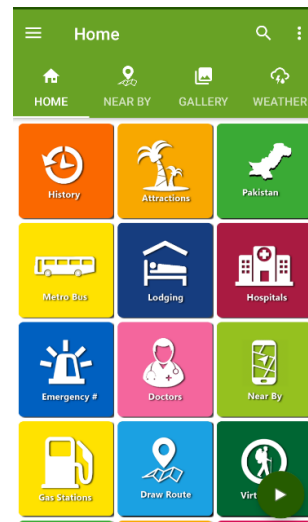 Home
HOME NEAR BY GALLERY WEATHER
History Attractions Pakistan
Metro Bus Lodging Hospitals
Emergency # Doctors Near By
Gas Stations Draw Route Virt